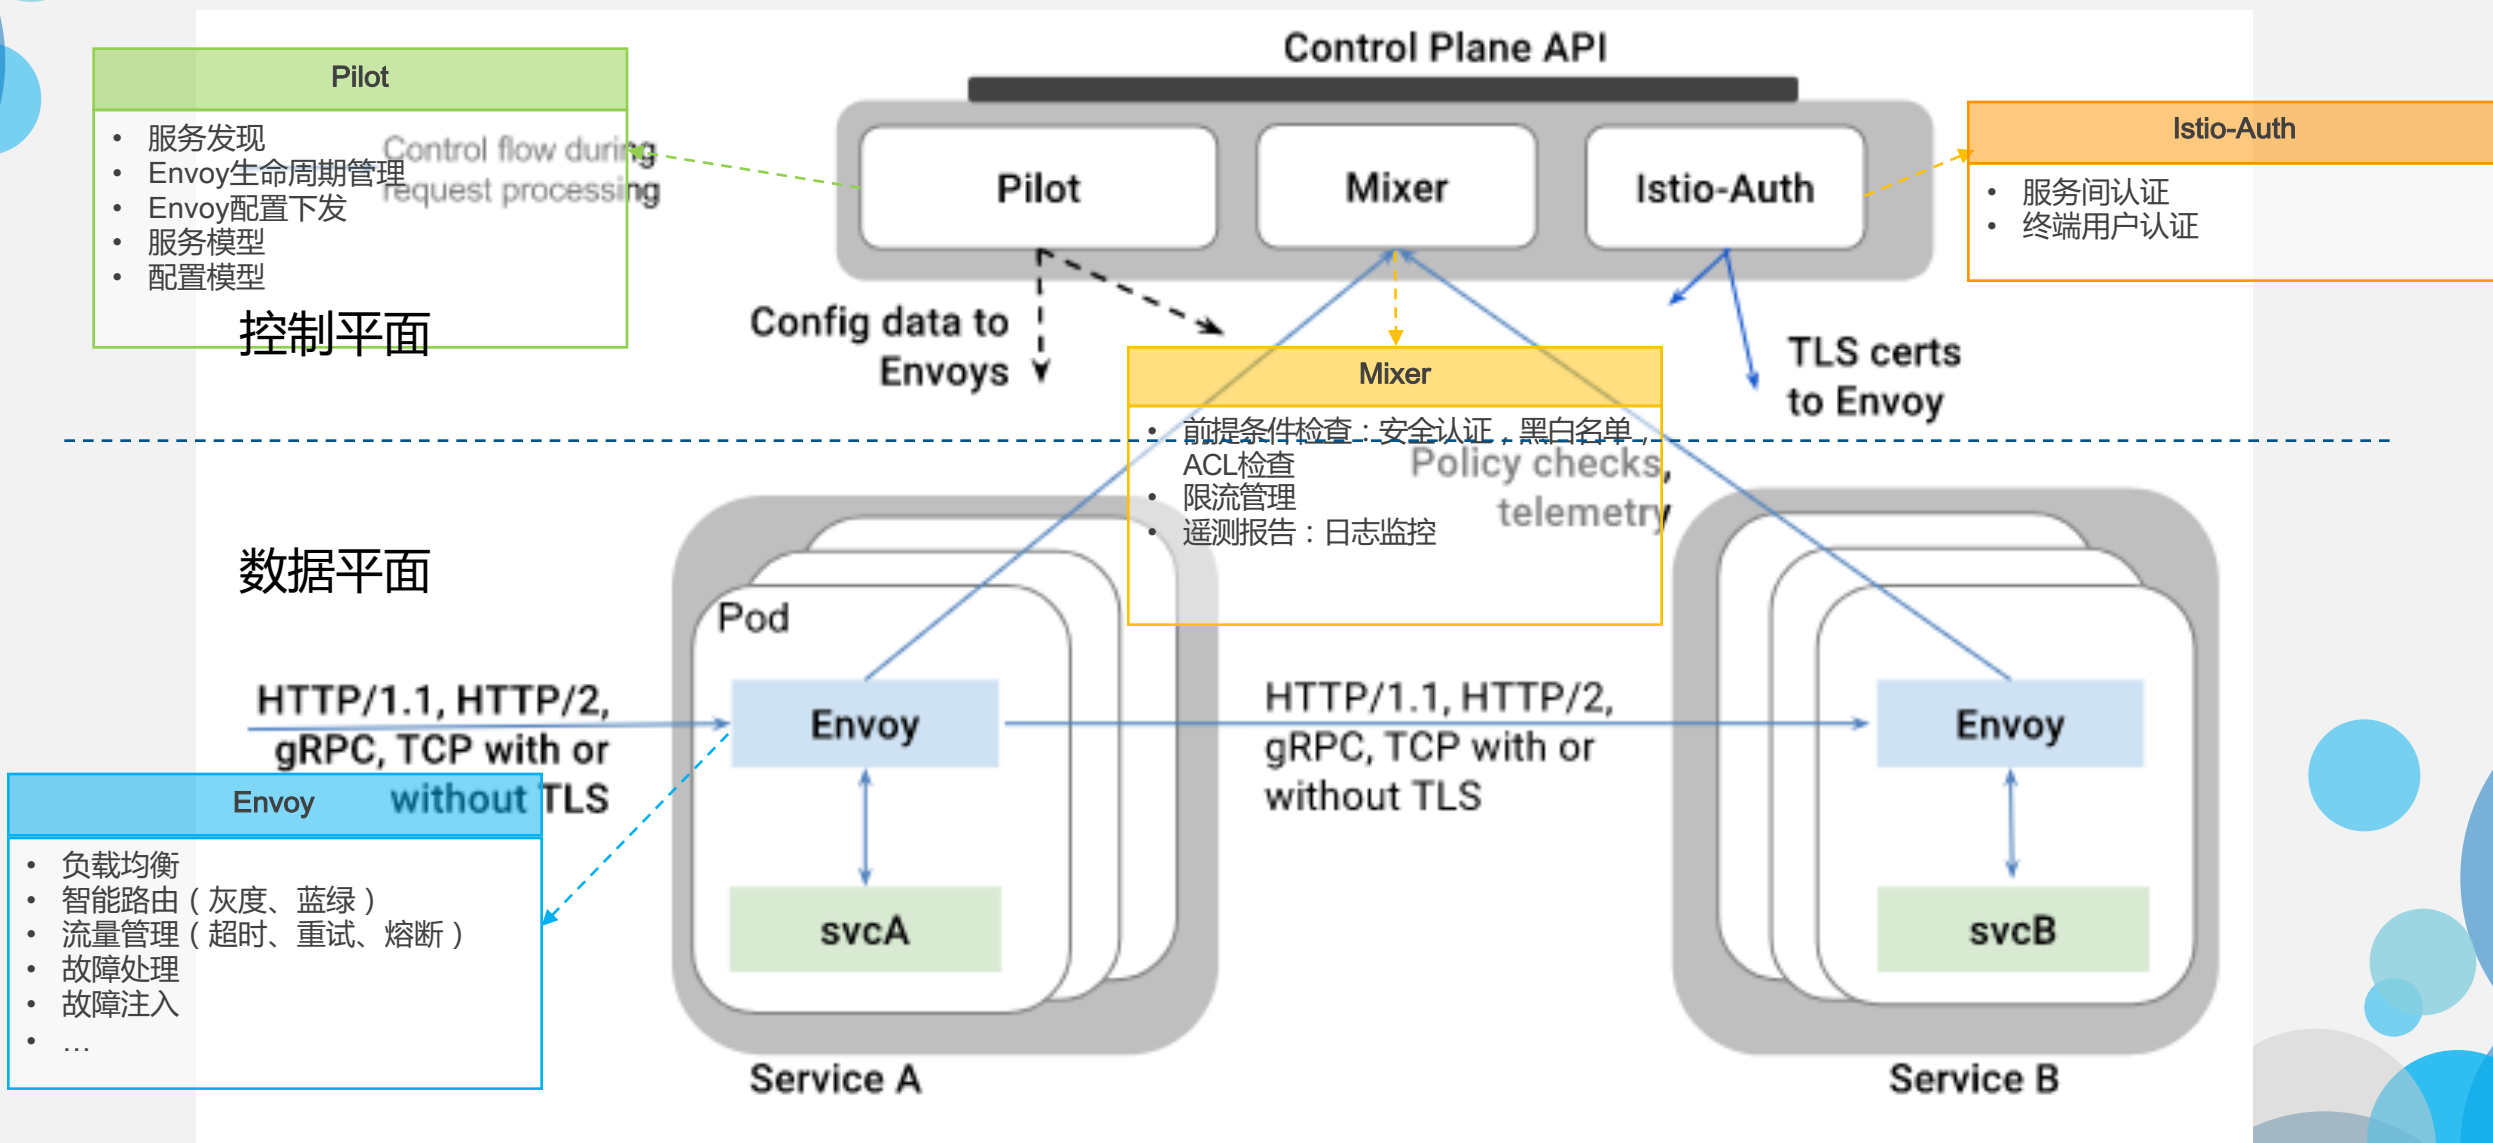 Control Plane API
Pilot
• 服务发现
• Envoy生命周期管理
• Envoy配置下发
• 服务模型
• 配置模型
Control flow during
request processing
控制平面
Pilot
Mixer
Istio-Auth
Istio-Auth
• 服务间认证
• 终端用户认证
Config data to
Envoys
TLS certs
to Envoy
Mixer
• 前提条件检查：安全认证，黑白名单，
ACL检查
• 限流管理
• 遥测报告：日志监控
Policy checks,
telemetry
数据平面
Pod
HTTP/1.1, HTTP/2,
gRPC, TCP with or
without TLS
Envoy
HTTP/1.1, HTTP/2,
gRPC, TCP with or
without TLS
Envoy
Envoy
• 负载均衡
• 智能路由（灰度、蓝绿）
• 流量管理（超时、重试、熔断）
• 故障处理
• 故障注入
• …
svcA
svcB
Service A
Service B